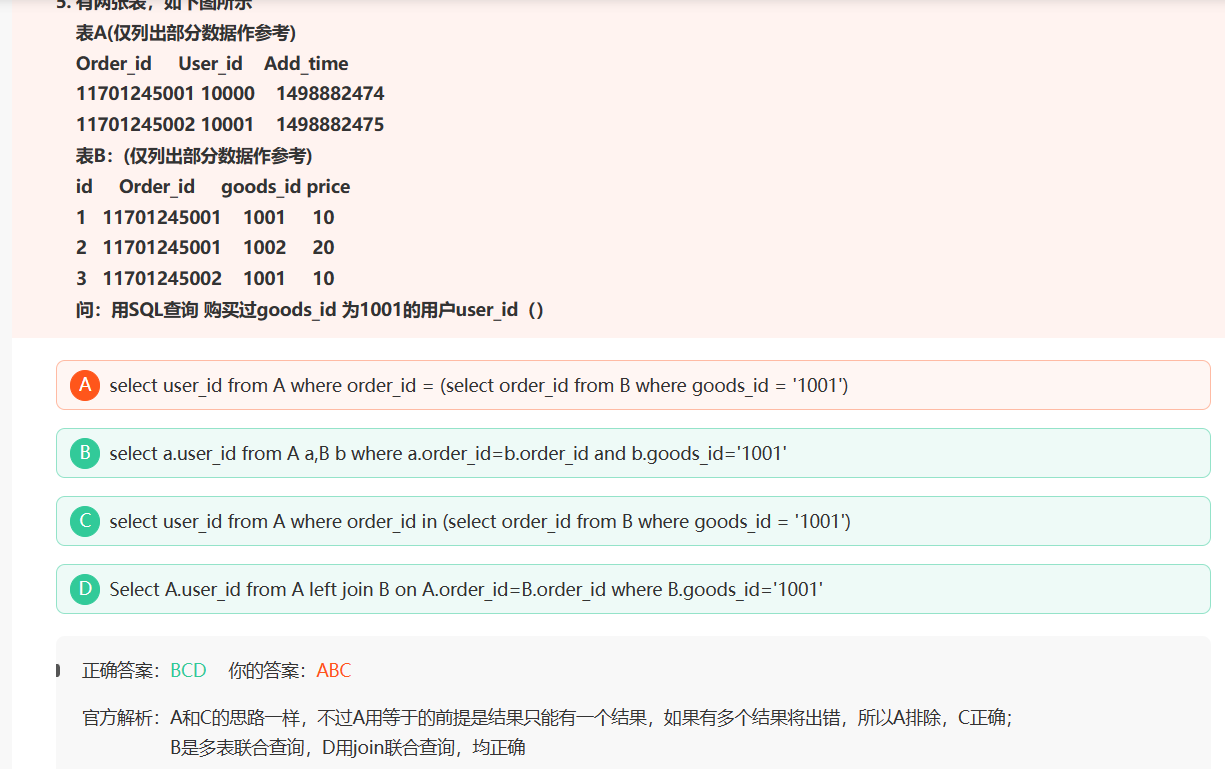 5. 有两张表，如下图所示
表A(仅列出部分数据作参考)
Order_id User_id Add_time
11701245001 10000 1498882474
11701245002 10001 1498882475
表B：(仅列出部分数据作参考)
id Order_id goods_id price
1 11701245001 1001 10
2 11701245001 1002 20
3 11701245002 1001 10
问：用SQL查询 购买过goods_id 为1001的用户user_id（）
A select user_id from A where order_id = (select order_id from B where goods_id = '1001')
B select a.user_id from A a,B b where a.order_id=b.order_id and b.goods_id='1001'
C select user_id from A where order_id in (select order_id from B where goods_id = '1001')
D Select A.user_id from A left join B on A.order_id=B.order_id where B.goods_id='1001'
正确答案：BCD 你的答案：ABC
官方解析：A和C的思路一样，不过A用等于的前提是结果只能有一个结果，如果有多个结果将出错，所以A排除，C正确；
B是多表联合查询，D用join联合查询，均正确